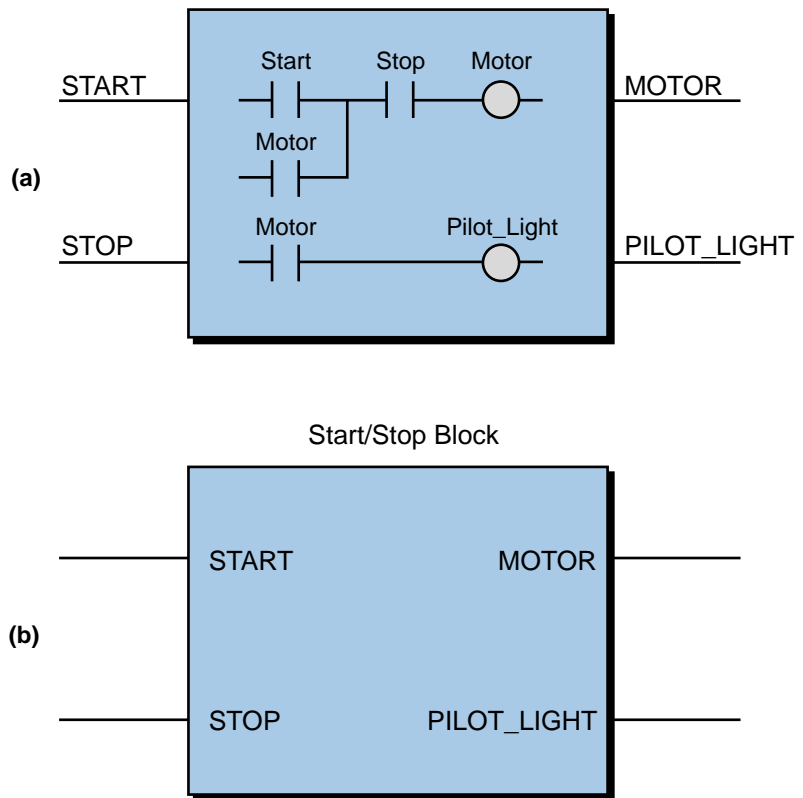 Start Stop Motor
START MOTOR
Motor
(a)
STOP Motor Pilot_Light PILOT_LIGHT
Start/Stop Block
START MOTOR
(b)
STOP PILOT_LIGHT